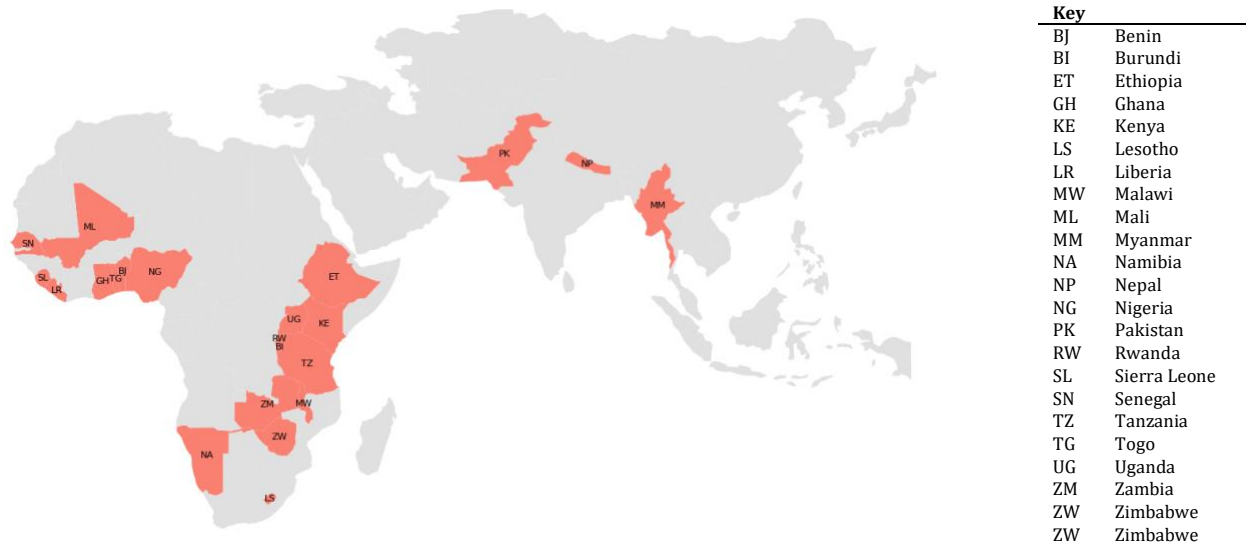 Key
BJ Benin
BI Burundi
ET Ethiopia
GH Ghana
KE Kenya
LS Lesotho
LR Liberia
MW Malawi
ML Mali
MM Myanmar
NA Namibia
NP Nepal
NG Nigeria
PK Pakistan
RW Rwanda
SL Sierra Leone
SN Senegal
TZ Tanzania
TG Togo
UG Uganda
ZM Zambia
ZW Zimbabwe
ZW Zimbabwe
PK
NP
MM
ML
SN
SL
LR
GH
TG
BJ
NG
ET
UG
KE
RW
BI
TZ
ZM
MW
ZW
NA
LS